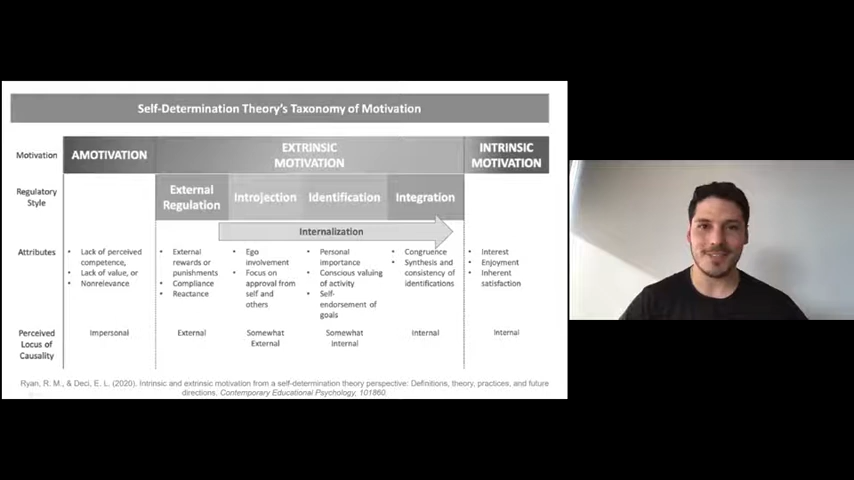 Self-Determination Theory's Taxonomy of Motivation
Motivation
AMOTIVATION
EXTRINSIC
MOTIVATION
INTRINSIC
MOTIVATION
Regulatory
Style
External
Regulation
Introjection
Identification
Integration
Internalization
Attributes
• Lack of perceived
competence,
• Lack of value, or
• Nonrelevance
• External
rewards or
punishments
• Compliance
• Reactance
• Ego
involvement
• Focus on
approval from
self and
others
• Personal
importance
• Conscious valuing
of activity
• Self-
endorsement of
goals
• Congruence
• Synthesis and
consistency of
identifications
• Interest
• Enjoyment
• Inherent
satisfaction
Perceived
Locus of
Causality
Impersonal
External
Somewhat
External
Somewhat
Internal
Internal
Internal
Ryan, R. M., & Deci, E. L. (2020). Intrinsic and extrinsic motivation from a self-determination theory perspective: Definitions, theory, practices, and future
directions. Contemporary Educational Psychology, 101860.